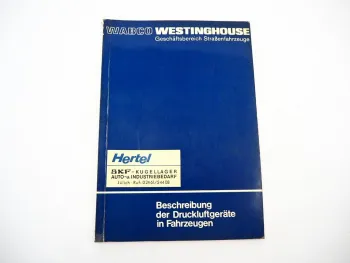 WABCO WESTINGHOUSE
Geschäftsbereich Straßenfahrzeuge
Hertel
SKF-KUGELLAGER
AUTO-u. INDUSTRIEBEDARF
Beschreibung
der Druckluftgeräte
in Fahrzeugen